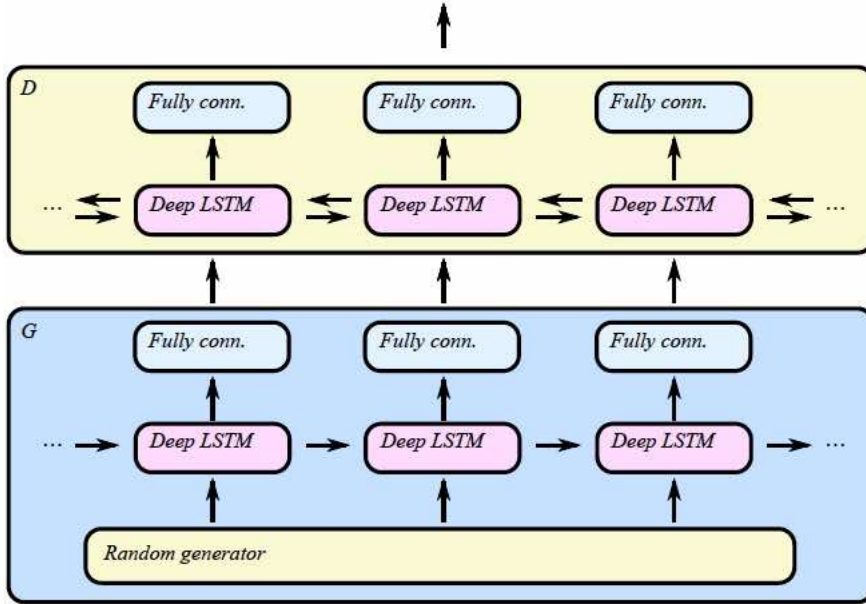 D
Fully conn. Fully conn. Fully conn.
... Deep LSTM Deep LSTM Deep LSTM ...
G
Fully conn. Fully conn. Fully conn.
... Deep LSTM Deep LSTM Deep LSTM ...
Random generator